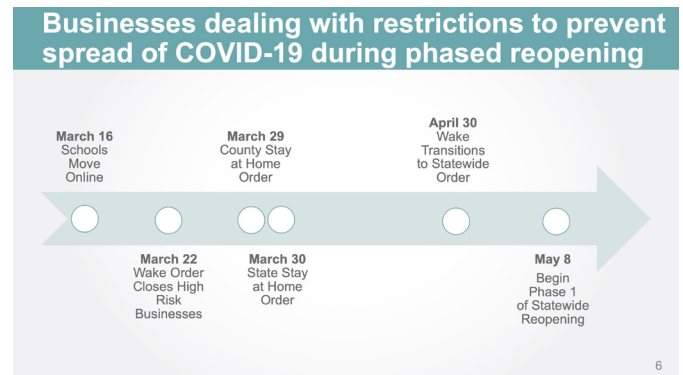 Businesses dealing with restrictions to prevent
spread of COVID-19 during phased reopening
March 16
Schools
Move
Online
March 22
Wake Order
Closes High
Risk
Businesses
March 29
County Stay
at Home
Order
March 30
State Stay
at Home
Order
April 30
Wake
Transitions
to Statewide
Order
May 8
Begin
Phase 1
of Statewide
Reopening
6